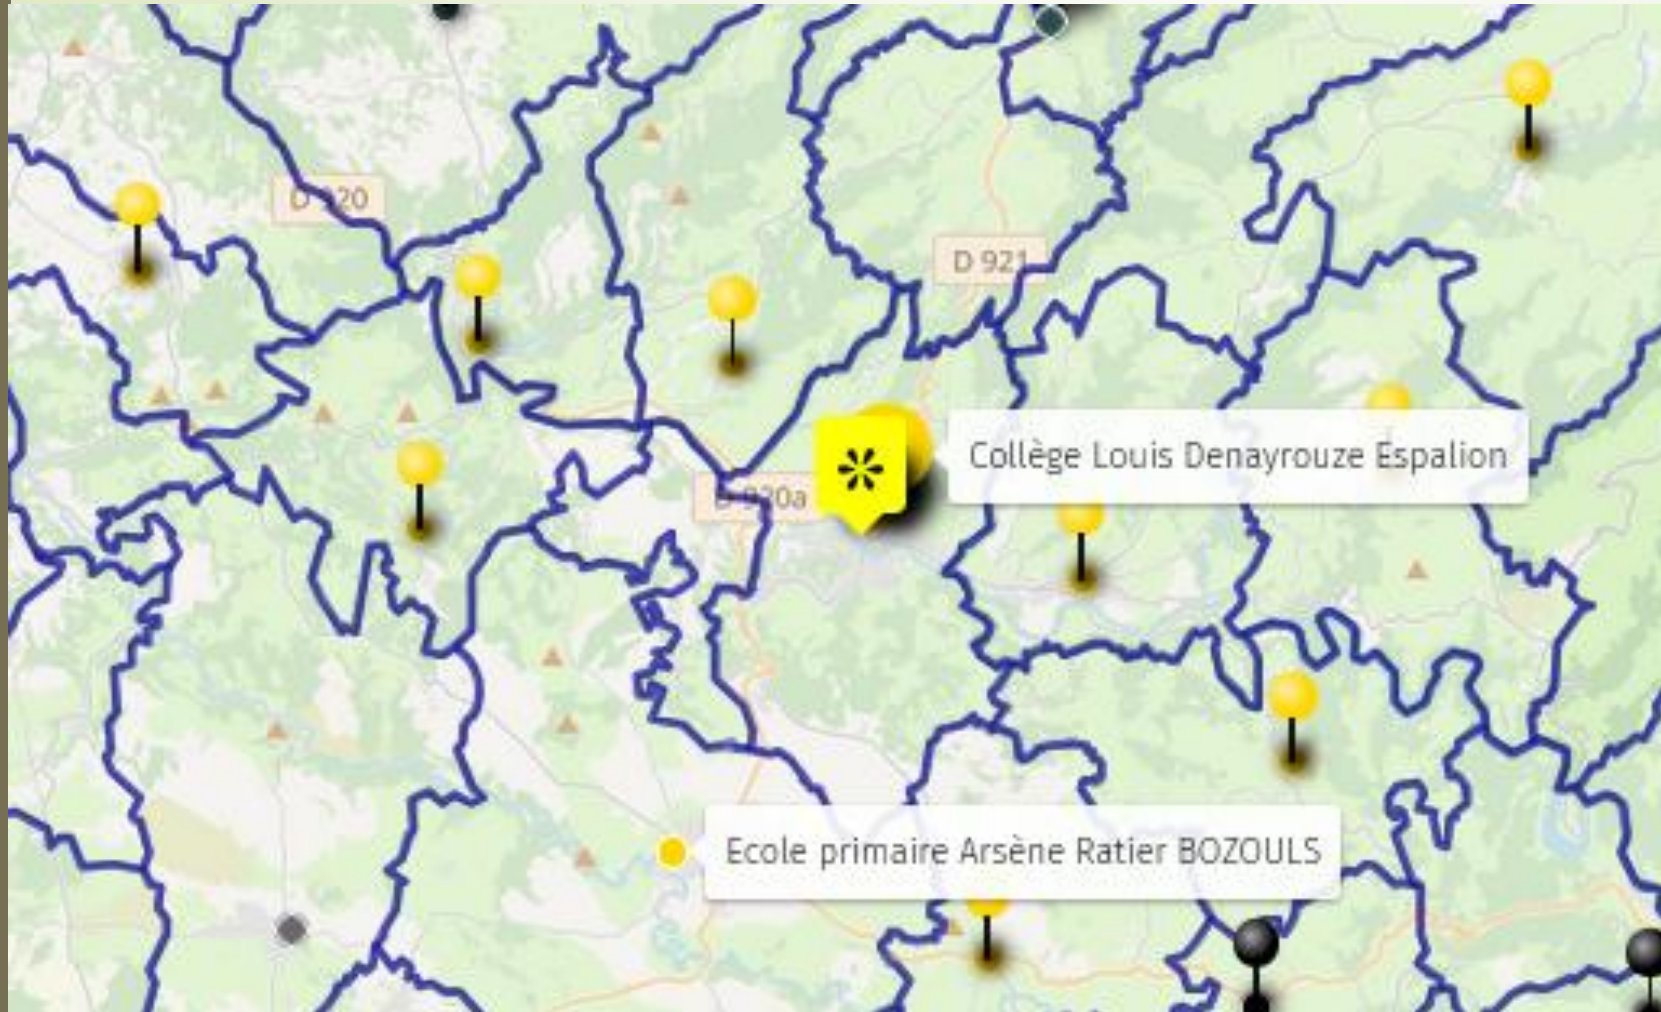 D 920
D 921
Collège Louis Denayrouze Espalion
D 920a
Ecole primaire Arsène Ratier BOZOULS